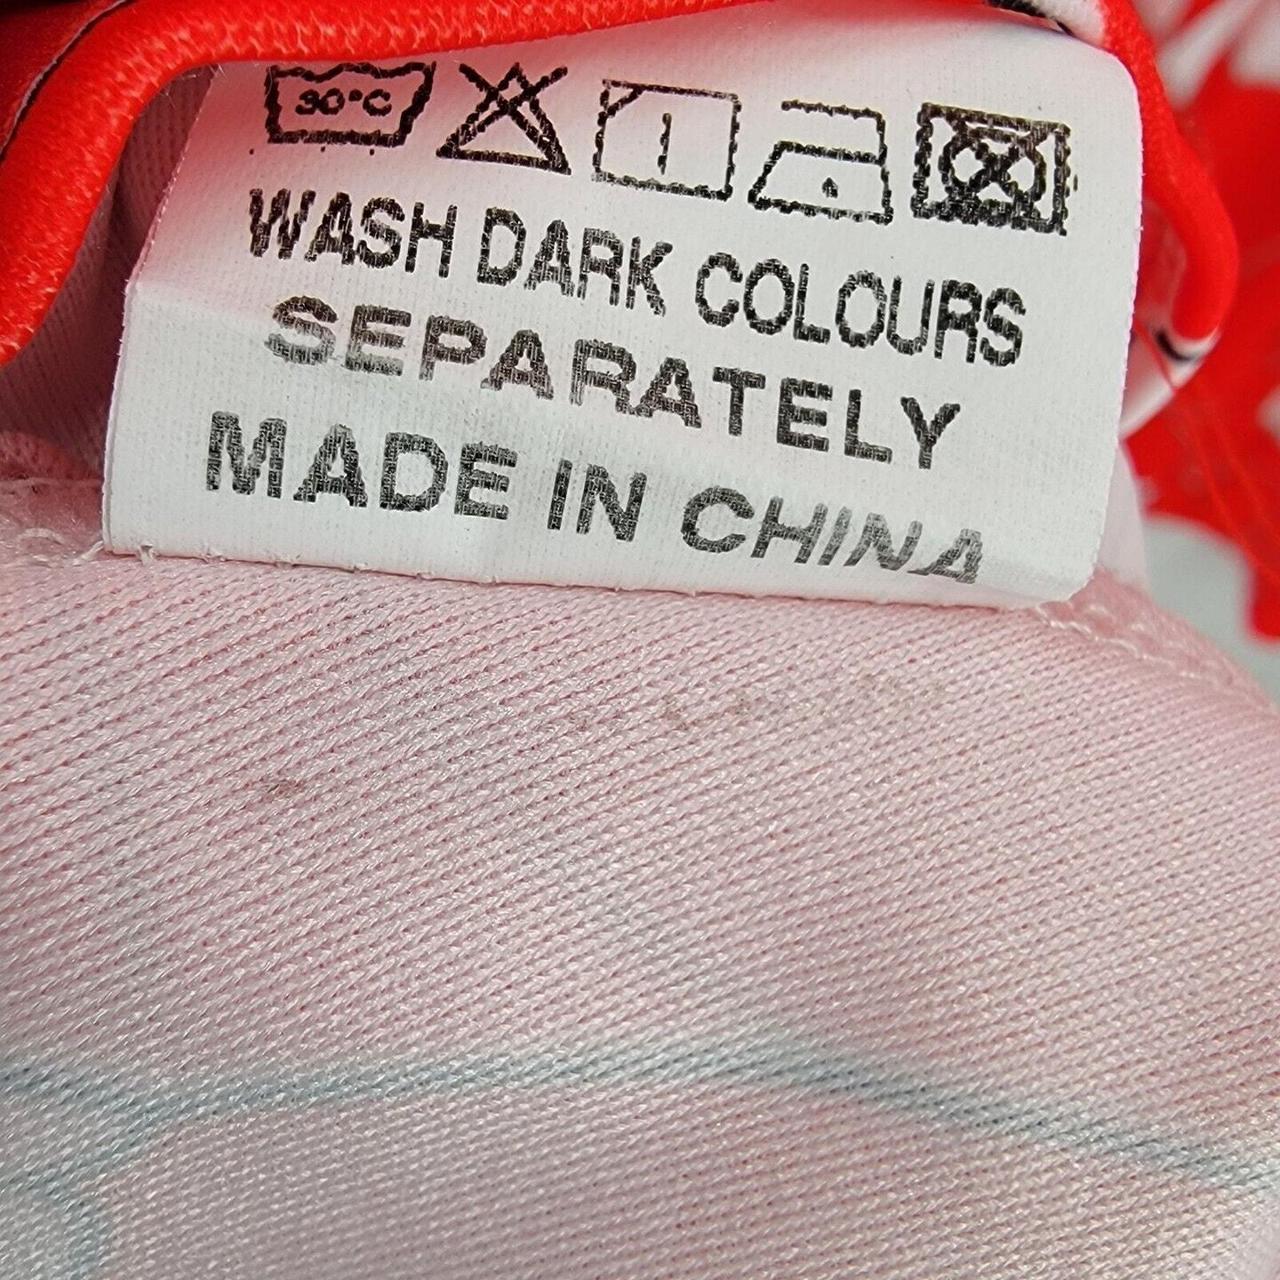 30°C
WASH DARK COLOURS
SEPARATELY
MADE IN CHINA